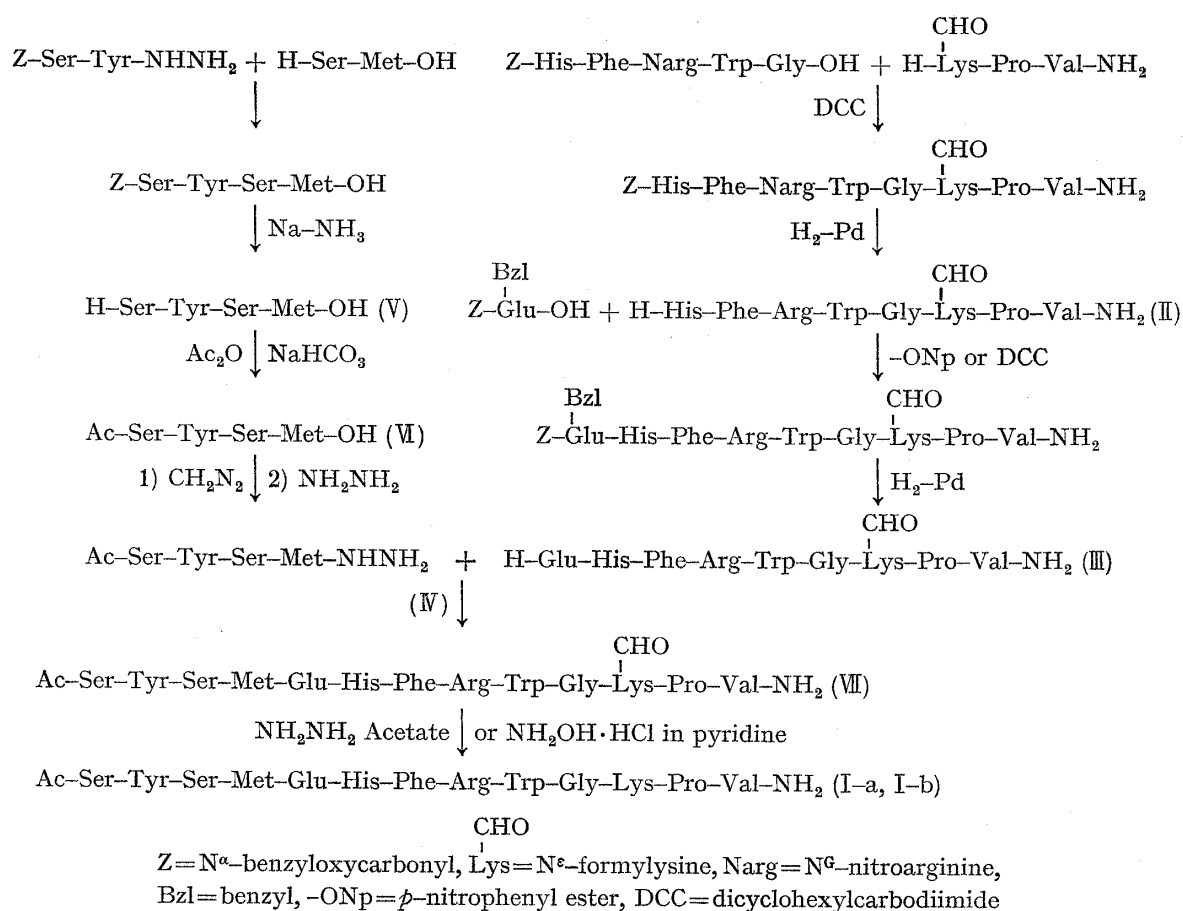 CHO
Z–Ser–Tyr–NHNH₂ + H–Ser–Met–OH Z–His–Phe–Narg–Trp–Gly–OH + H–Lys–Pro–Val–NH₂
DCC
CHO
Z–Ser–Tyr–Ser–Met–OH Z–His–Phe–Narg–Trp–Gly–Lys–Pro–Val–NH₂
Na–NH₃ H₂–Pd
Bzl CHO
H–Ser–Tyr–Ser–Met–OH (V) Z–Glu–OH + H–His–Phe–Arg–Trp–Gly–Lys–Pro–Val–NH₂ (II)
Ac₂O NaHCO₃ –ONp or DCC
Bzl CHO
Ac–Ser–Tyr–Ser–Met–OH (VI) Z–Glu–His–Phe–Arg–Trp–Gly–Lys–Pro–Val–NH₂
1) CH₂N₂ 2) NH₂NH₂ H₂–Pd
CHO
Ac–Ser–Tyr–Ser–Met–NHNH₂ + H–Glu–His–Phe–Arg–Trp–Gly–Lys–Pro–Val–NH₂ (III)
(IV)
CHO
Ac–Ser–Tyr–Ser–Met–Glu–His–Phe–Arg–Trp–Gly–Lys–Pro–Val–NH₂ (VII)
NH₂NH₂ Acetate or NH₂OH·HCl in pyridine
Ac–Ser–Tyr–Ser–Met–Glu–His–Phe–Arg–Trp–Gly–Lys–Pro–Val–NH₂ (I–a, I–b)
CHO
Z=Nᵅ–benzyloxycarbonyl, Lys=Nᵋ–formylysine, Narg=Nᴳ–nitroarginine,
Bzl=benzyl, –ONp=p–nitrophenyl ester, DCC=dicyclohexylcarbodiimide